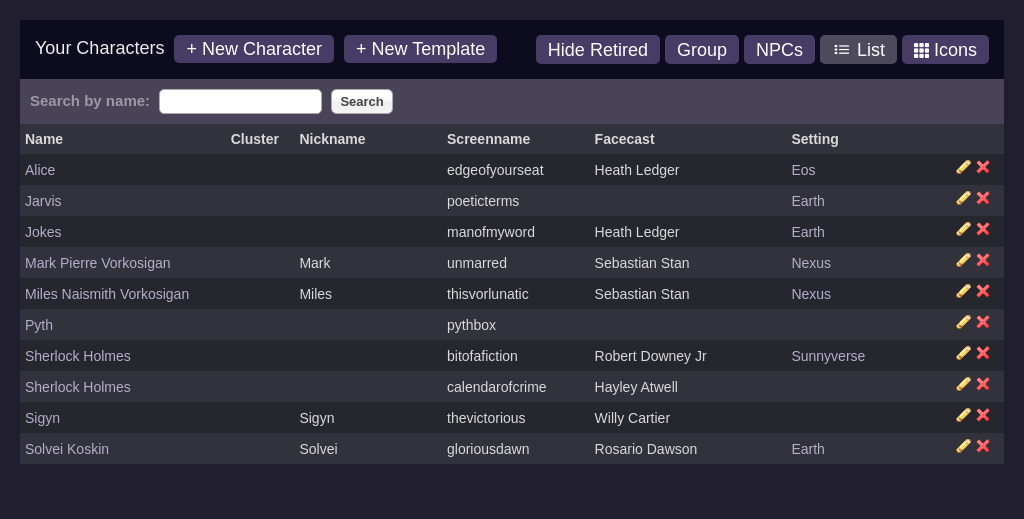 Your Characters + New Character + New Template Hide Retired Group NPCs List Icons
Search by name: Search
Name Cluster Nickname Screenname Facecast Setting
Alice edgeofyourseat Heath Ledger Eos
Jarvis poeticterms Earth
Jokes manofmyword Heath Ledger Earth
Mark Pierre Vorkosigan Mark unmarred Sebastian Stan Nexus
Miles Naismith Vorkosigan Miles thisvorlunatic Sebastian Stan Nexus
Pyth pythbox
Sherlock Holmes bitofafiction Robert Downey Jr Sunnyverse
Sherlock Holmes calendarofcrime Hayley Atwell
Sigyn Sigyn thevictorious Willy Cartier
Solvei Koskin Solvei gloriousdawn Rosario Dawson Earth